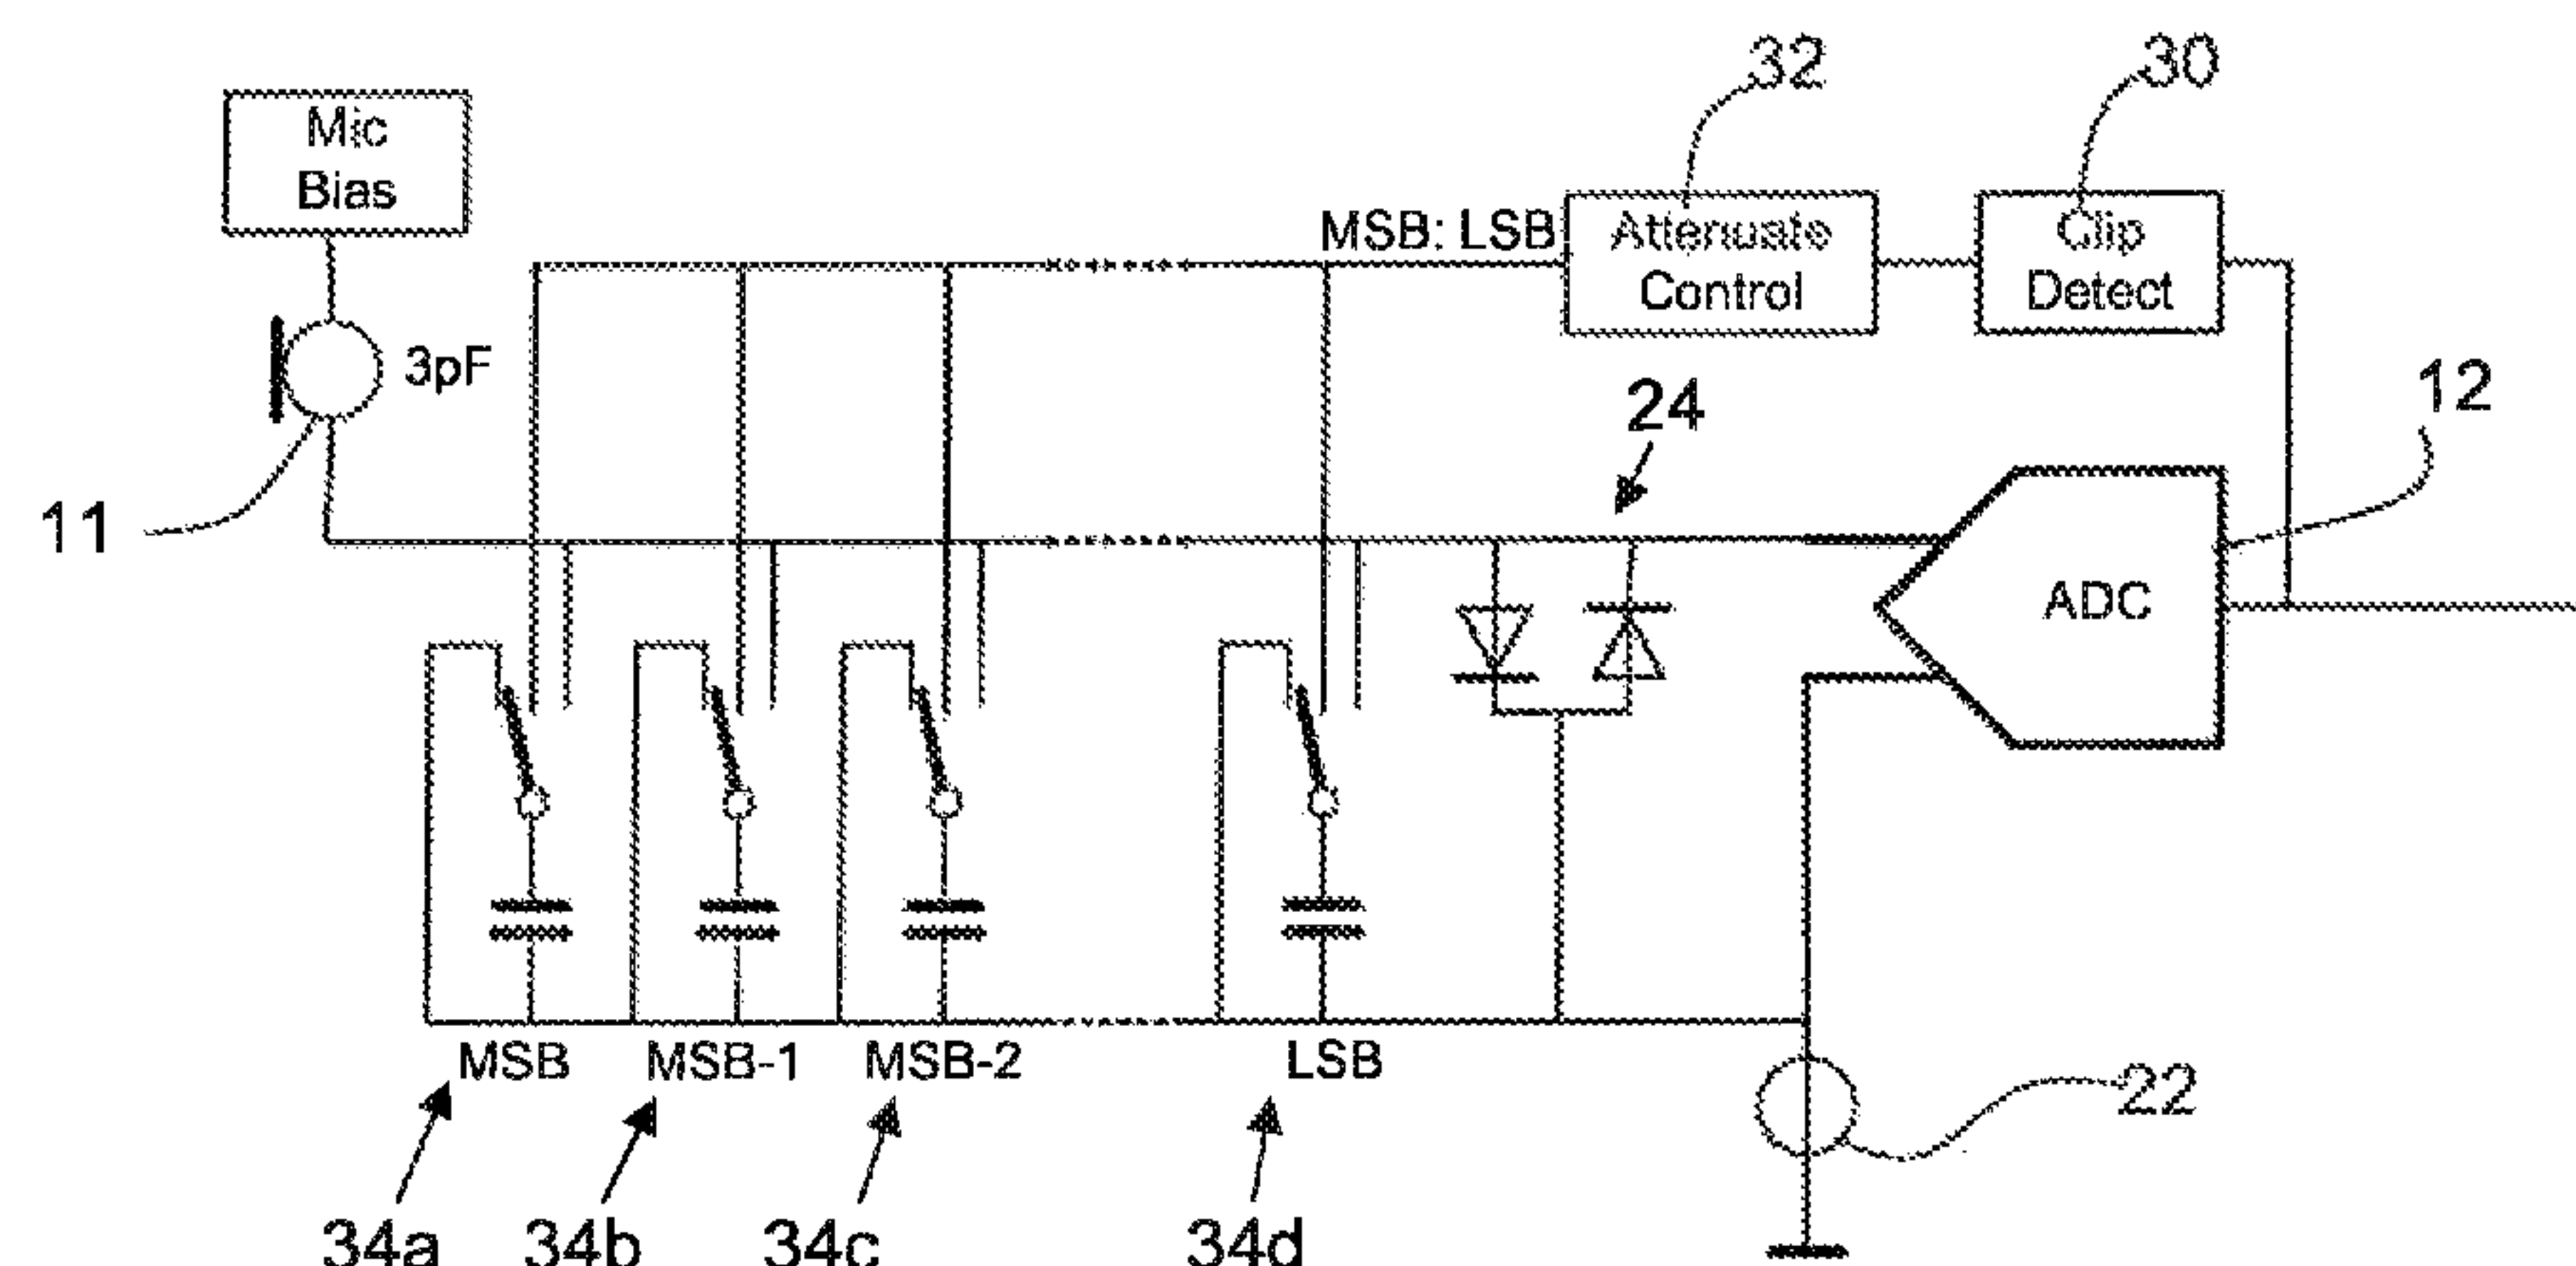 32
30
Mic
Bias
MSB: LSB
Attenuate
Control
Clip
Detect
3pF
24
12
11
ADC
MSB
MSB-1
MSB-2
LSB
22
34a
34b
34c
34d